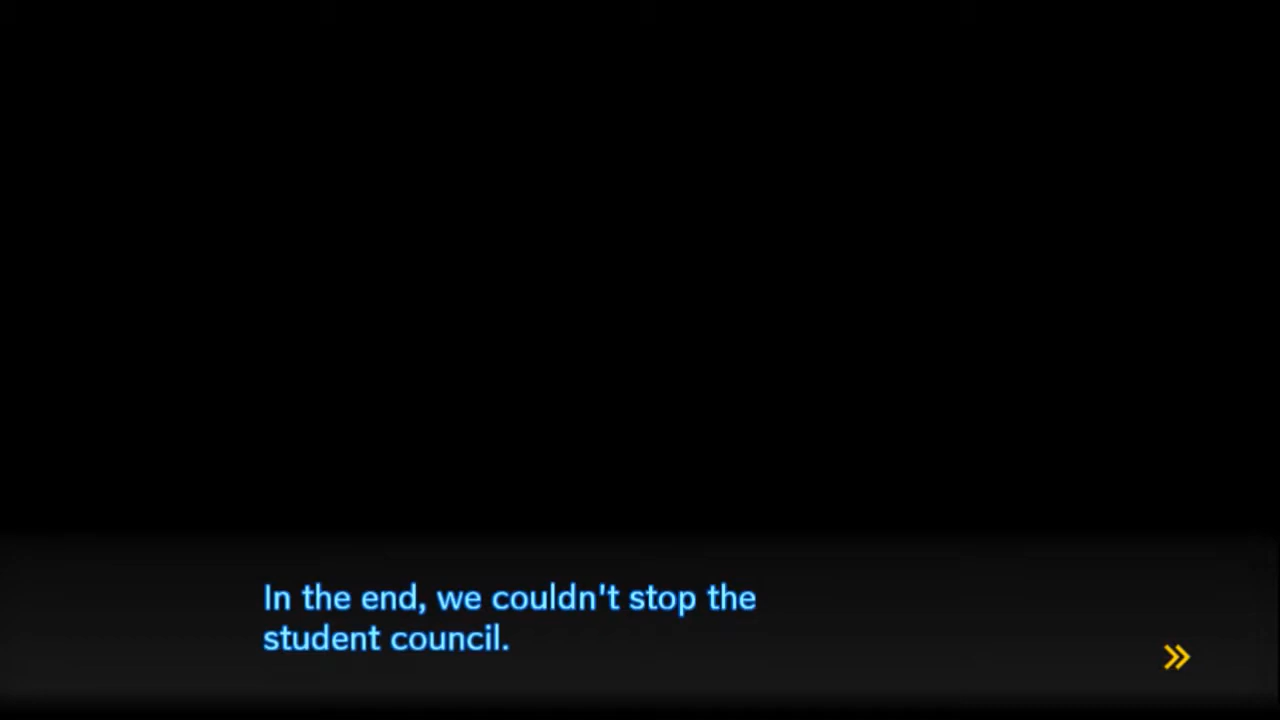 In the end, we couldn't stop the
student council.